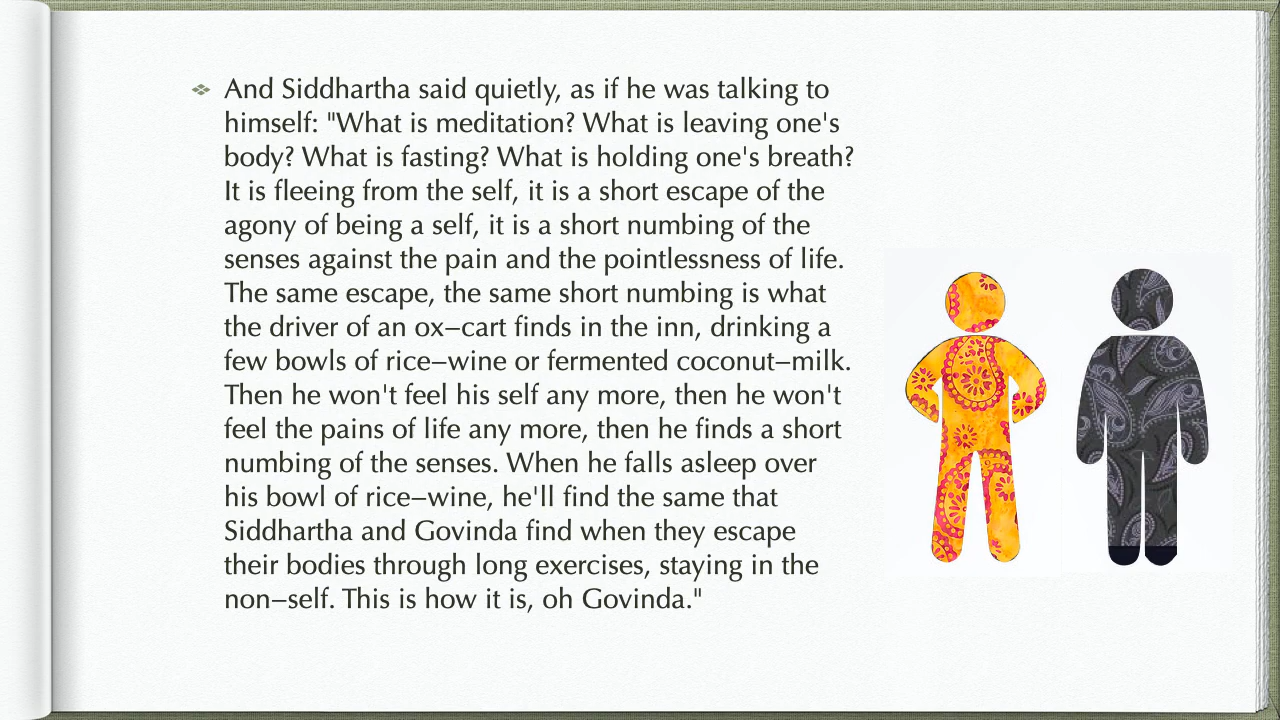 And Siddhartha said quietly, as if he was talking to
himself: "What is meditation? What is leaving one's
body? What is fasting? What is holding one's breath?
It is fleeing from the self, it is a short escape of the
agony of being a self, it is a short numbing of the
senses against the pain and the pointlessness of life.
The same escape, the same short numbing is what
the driver of an ox–cart finds in the inn, drinking a
few bowls of rice–wine or fermented coconut–milk.
Then he won't feel his self any more, then he won't
feel the pains of life any more, then he finds a short
numbing of the senses. When he falls asleep over
his bowl of rice–wine, he'll find the same that
Siddhartha and Govinda find when they escape
their bodies through long exercises, staying in the
non–self. This is how it is, oh Govinda."